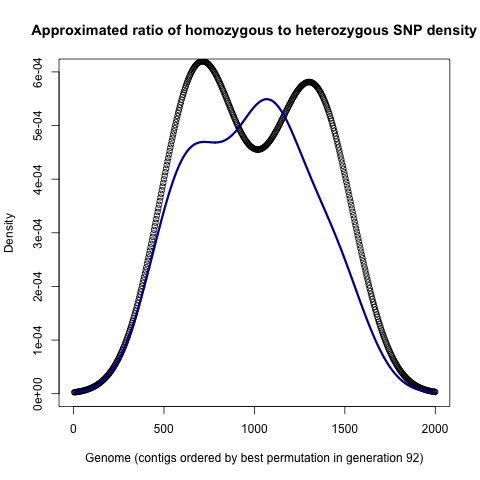 Approximated ratio of homozygous to heterozygous SNP density
6e-04
5e-04
4e-04
3e-04
2e-04
1e-04
0e+00
Density
0 500 1000 1500 2000
Genome (contigs ordered by best permutation in generation 92)